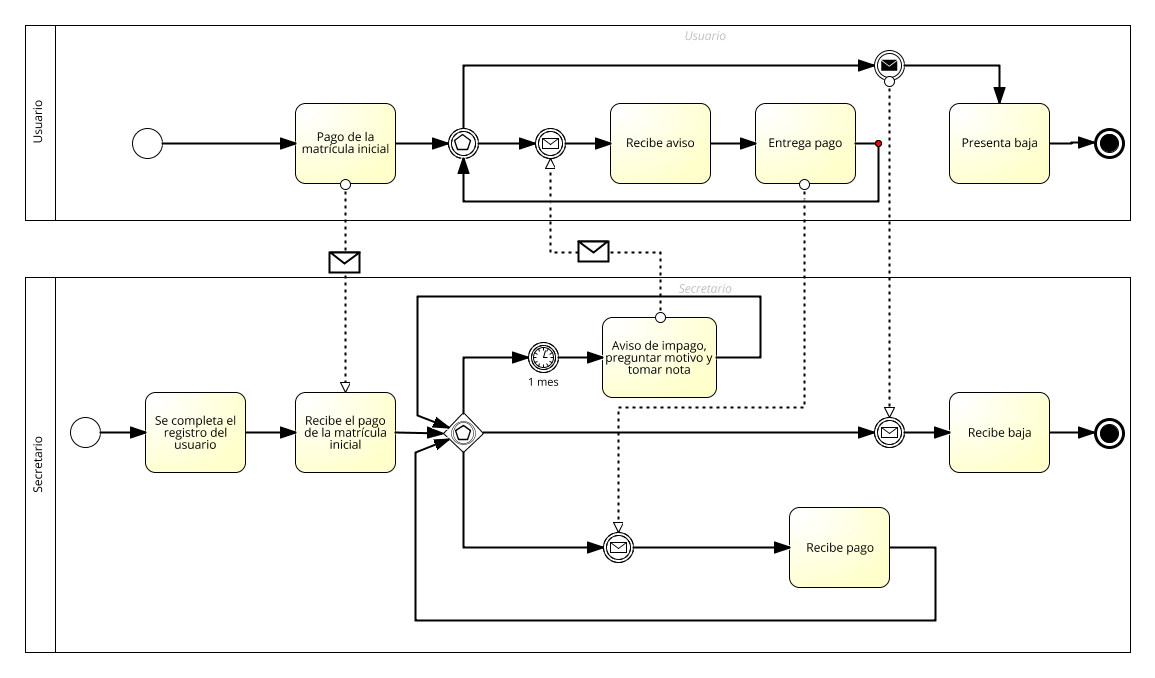 Usuario
Usuario
Pago de la
matrícula inicial
Recibe aviso
Entrega pago
Presenta baja
Secretario
Secretario
Aviso de impago,
preguntar motivo y
tomar nota
1 mes
Se completa el
registro del
usuario
Recibe el pago
de la matrícula
inicial
Recibe baja
Recibe pago